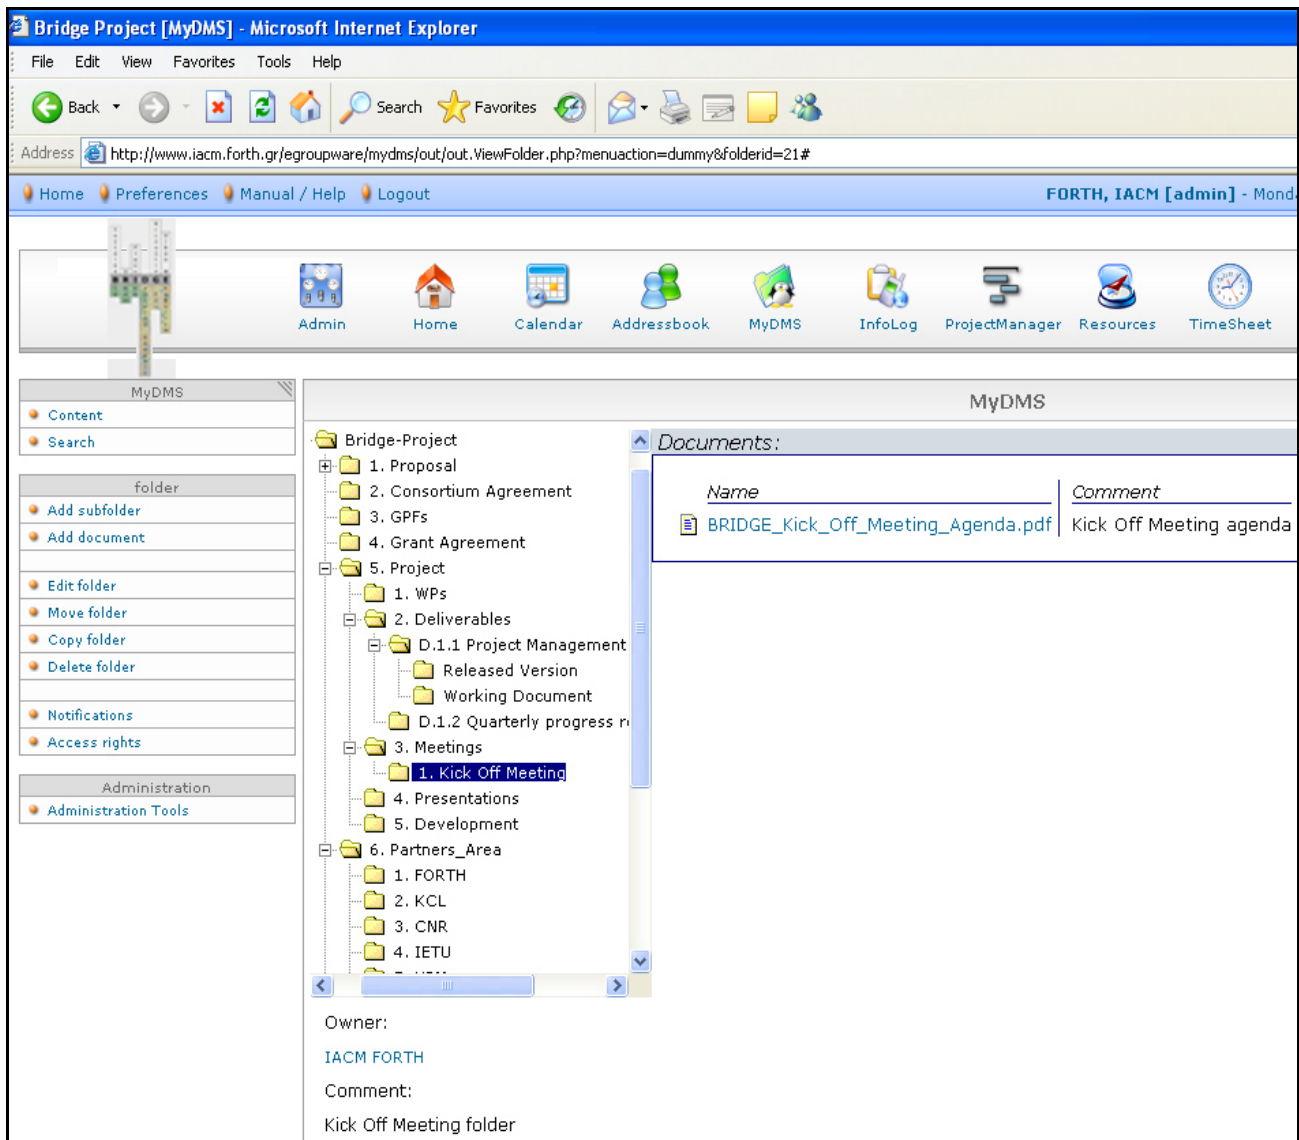 Bridge Project [MyDMS] - Microsoft Internet Explorer
File Edit View Favorites Tools Help
Back Search Favorites
Address http://www.iacm.forth.gr/egroupware/mydms/out/out.ViewFolder.php?menuaction=dummy&folderid=21#
Home Preferences Manual / Help Logout FORTH, IACM [admin] - Mond
Admin Home Calendar Addressbook MyDMS InfoLog ProjectManager Resources TimeSheet
MyDMS
Content
Search
folder
Add subfolder
Add document
Edit folder
Move folder
Copy folder
Delete folder
Notifications
Access rights
Administration
Administration Tools
MyDMS
Bridge-Project
1. Proposal
2. Consortium Agreement
3. GPFs
4. Grant Agreement
5. Project
1. WPs
2. Deliverables
D.1.1 Project Management
Released Version
Working Document
D.1.2 Quarterly progress r
3. Meetings
1. Kick Off Meeting
4. Presentations
5. Development
6. Partners_Area
1. FORTH
2. KCL
3. CNR
4. IETU
Documents:
Name Comment
BRIDGE_Kick_Off_Meeting_Agenda.pdf Kick Off Meeting agenda
Owner:
IACM FORTH
Comment:
Kick Off Meeting folder